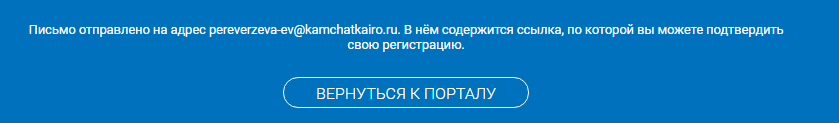 Письмо отправлено на адрес pereverzeva-ev@kamchatkairo.ru. В нём содержится ссылка, по которой вы можете подтвердить
свою регистрацию.
ВЕРНУТЬСЯ К ПОРТАЛУ